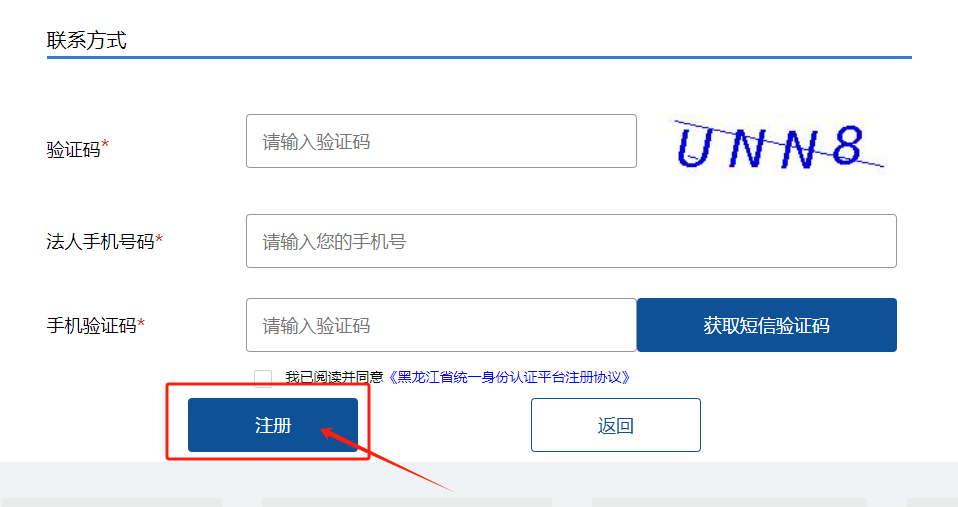 联系方式
验证码* 请输入验证码 UNN8
法人手机号码* 请输入您的手机号
手机验证码* 请输入验证码 获取短信验证码
我已阅读并同意《黑龙江省统一身份认证平台注册协议》
注册 返回